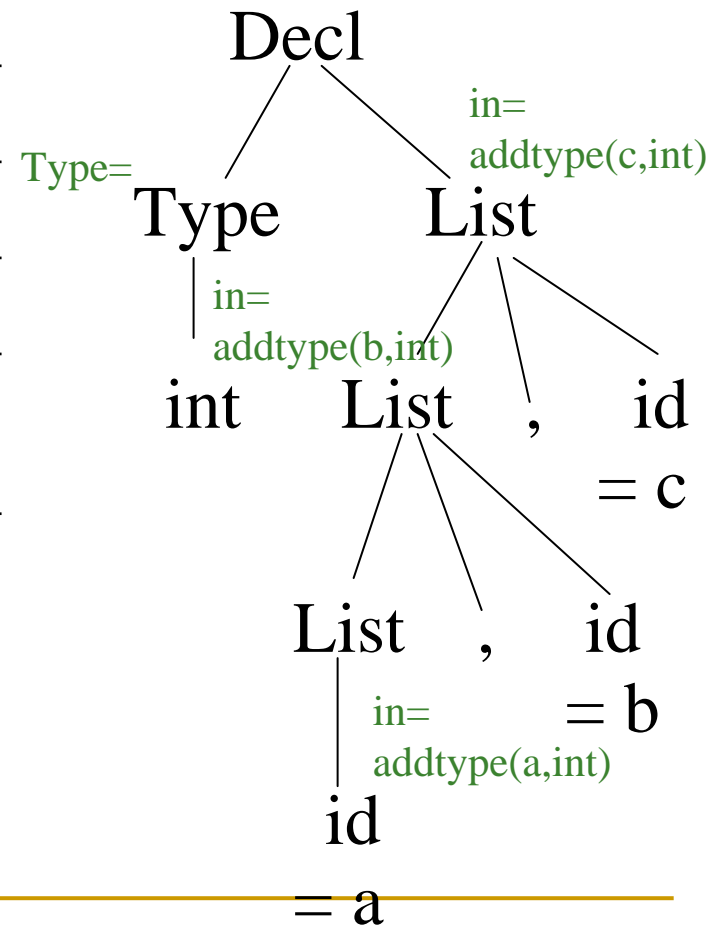 Decl
in=
addtype(c,int)
Type=
Type
List
in=
addtype(b,int)
int
List
,
id
= c
List
,
id
= b
in=
addtype(a,int)
id
= a